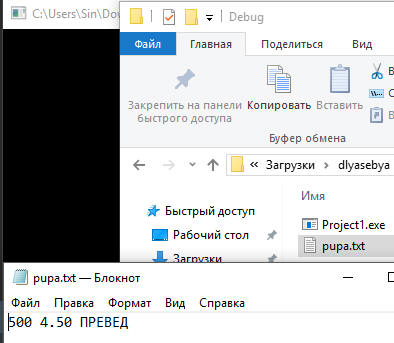 C:\Users\Sin\Dow
Debug
Файл Главная Поделиться Вид
Закрепить на панели быстрого доступа
Копировать
Вставить
Буфер обмена
« Загрузки › dlyasebya
Имя
Быстрый доступ
Рабочий стол
Загрузки
Project1.exe
pupa.txt
pupa.txt — Блокнот
Файл Правка Формат Вид Справка
500 4.50 ПРЕВЕД